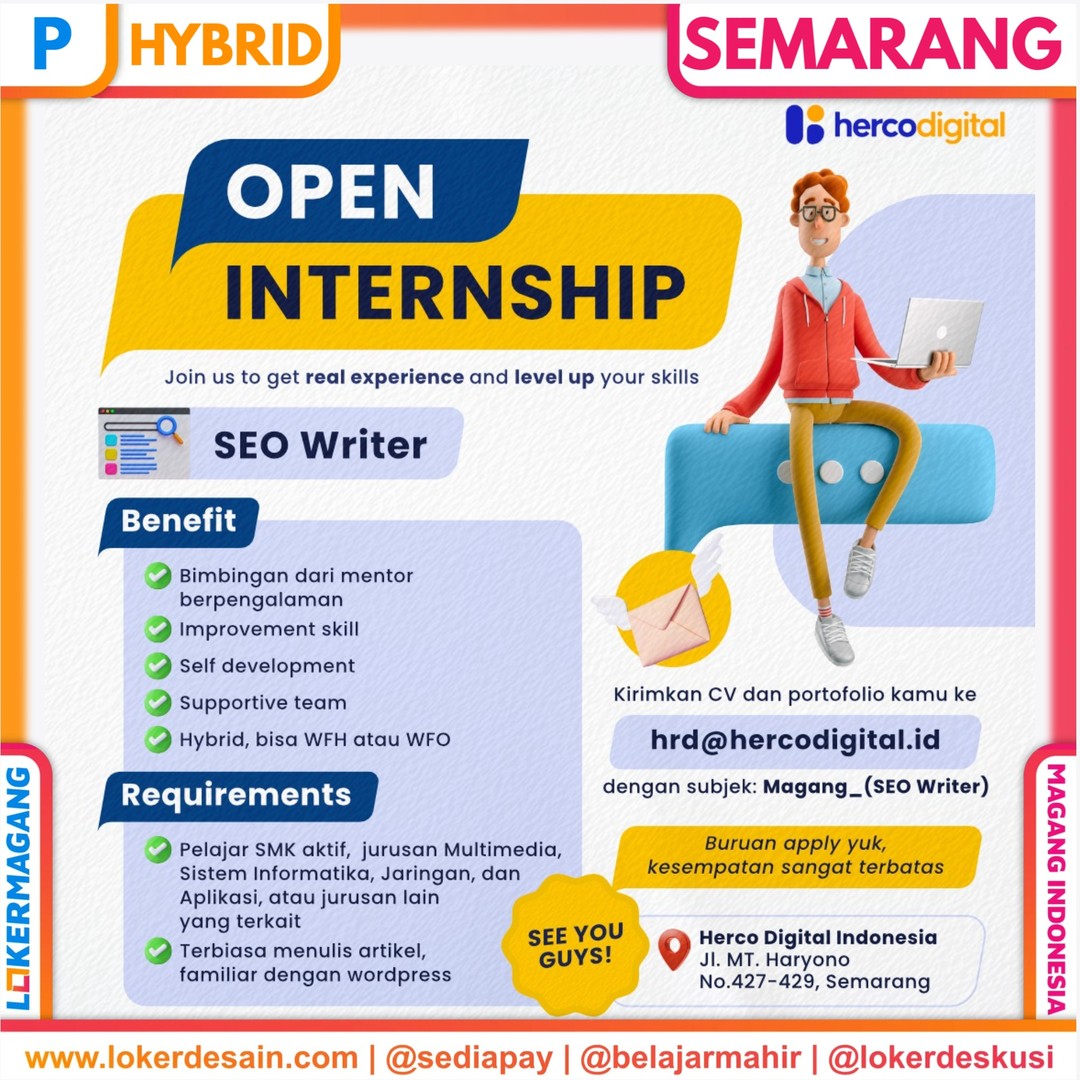 P
HYBRID
SEMARANG
hercodigital
OPEN
INTERNSHIP
Join us to get real experience and level up your skills
SEO Writer
Benefit
Bimbingan dari mentor
berpengalaman
Improvement skill
Self development
Supportive team
Hybrid, bisa WFH atau WFO
Requirements
Pelajar SMK aktif, jurusan Multimedia,
Sistem Informatika, Jaringan, dan
Aplikasi, atau jurusan lain
yang terkait
Terbiasa menulis artikel,
familiar dengan wordpress
Kirimkan CV dan portofolio kamu ke
hrd@hercodigital.id
dengan subjek: Magang_(SEO Writer)
Buruan apply yuk,
kesempatan sangat terbatas
SEE YOU
GUYS!
Herco Digital Indonesia
Jl. MT. Haryono
No.427-429, Semarang
LOKERMAGANG
MAGANG INDONESIA
www.lokerdesain.com | @sediapay | @belajarmahir | @lokerdeskusi